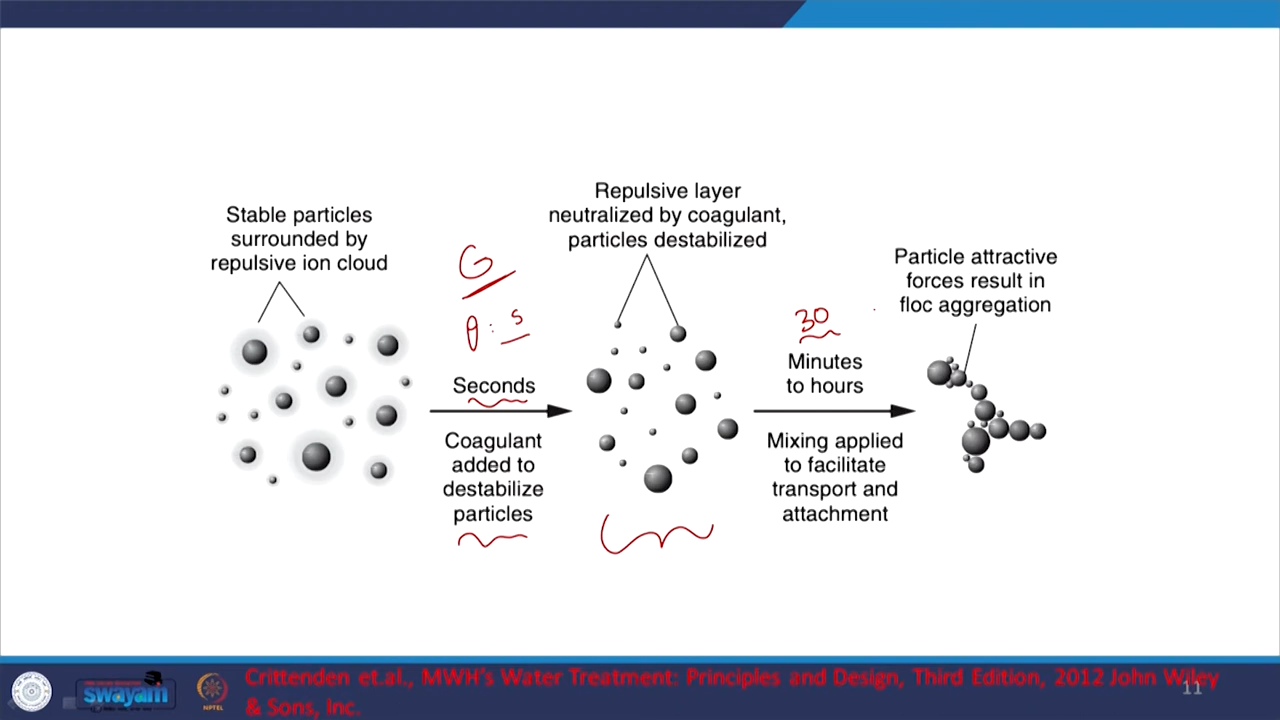 Stable particles
surrounded by
repulsive ion cloud
G
θ: s
Seconds
Coagulant
added to
destabilize
particles
Repulsive layer
neutralized by coagulant,
particles destabilized
30
Minutes
to hours
Mixing applied
to facilitate
transport and
attachment
Particle attractive
forces result in
floc aggregation
swayam
NPTEL
Crittenden et.al., MWH's Water Treatment: Principles and Design, Third Edition, 2012 John Wiley
& Sons, Inc.
11